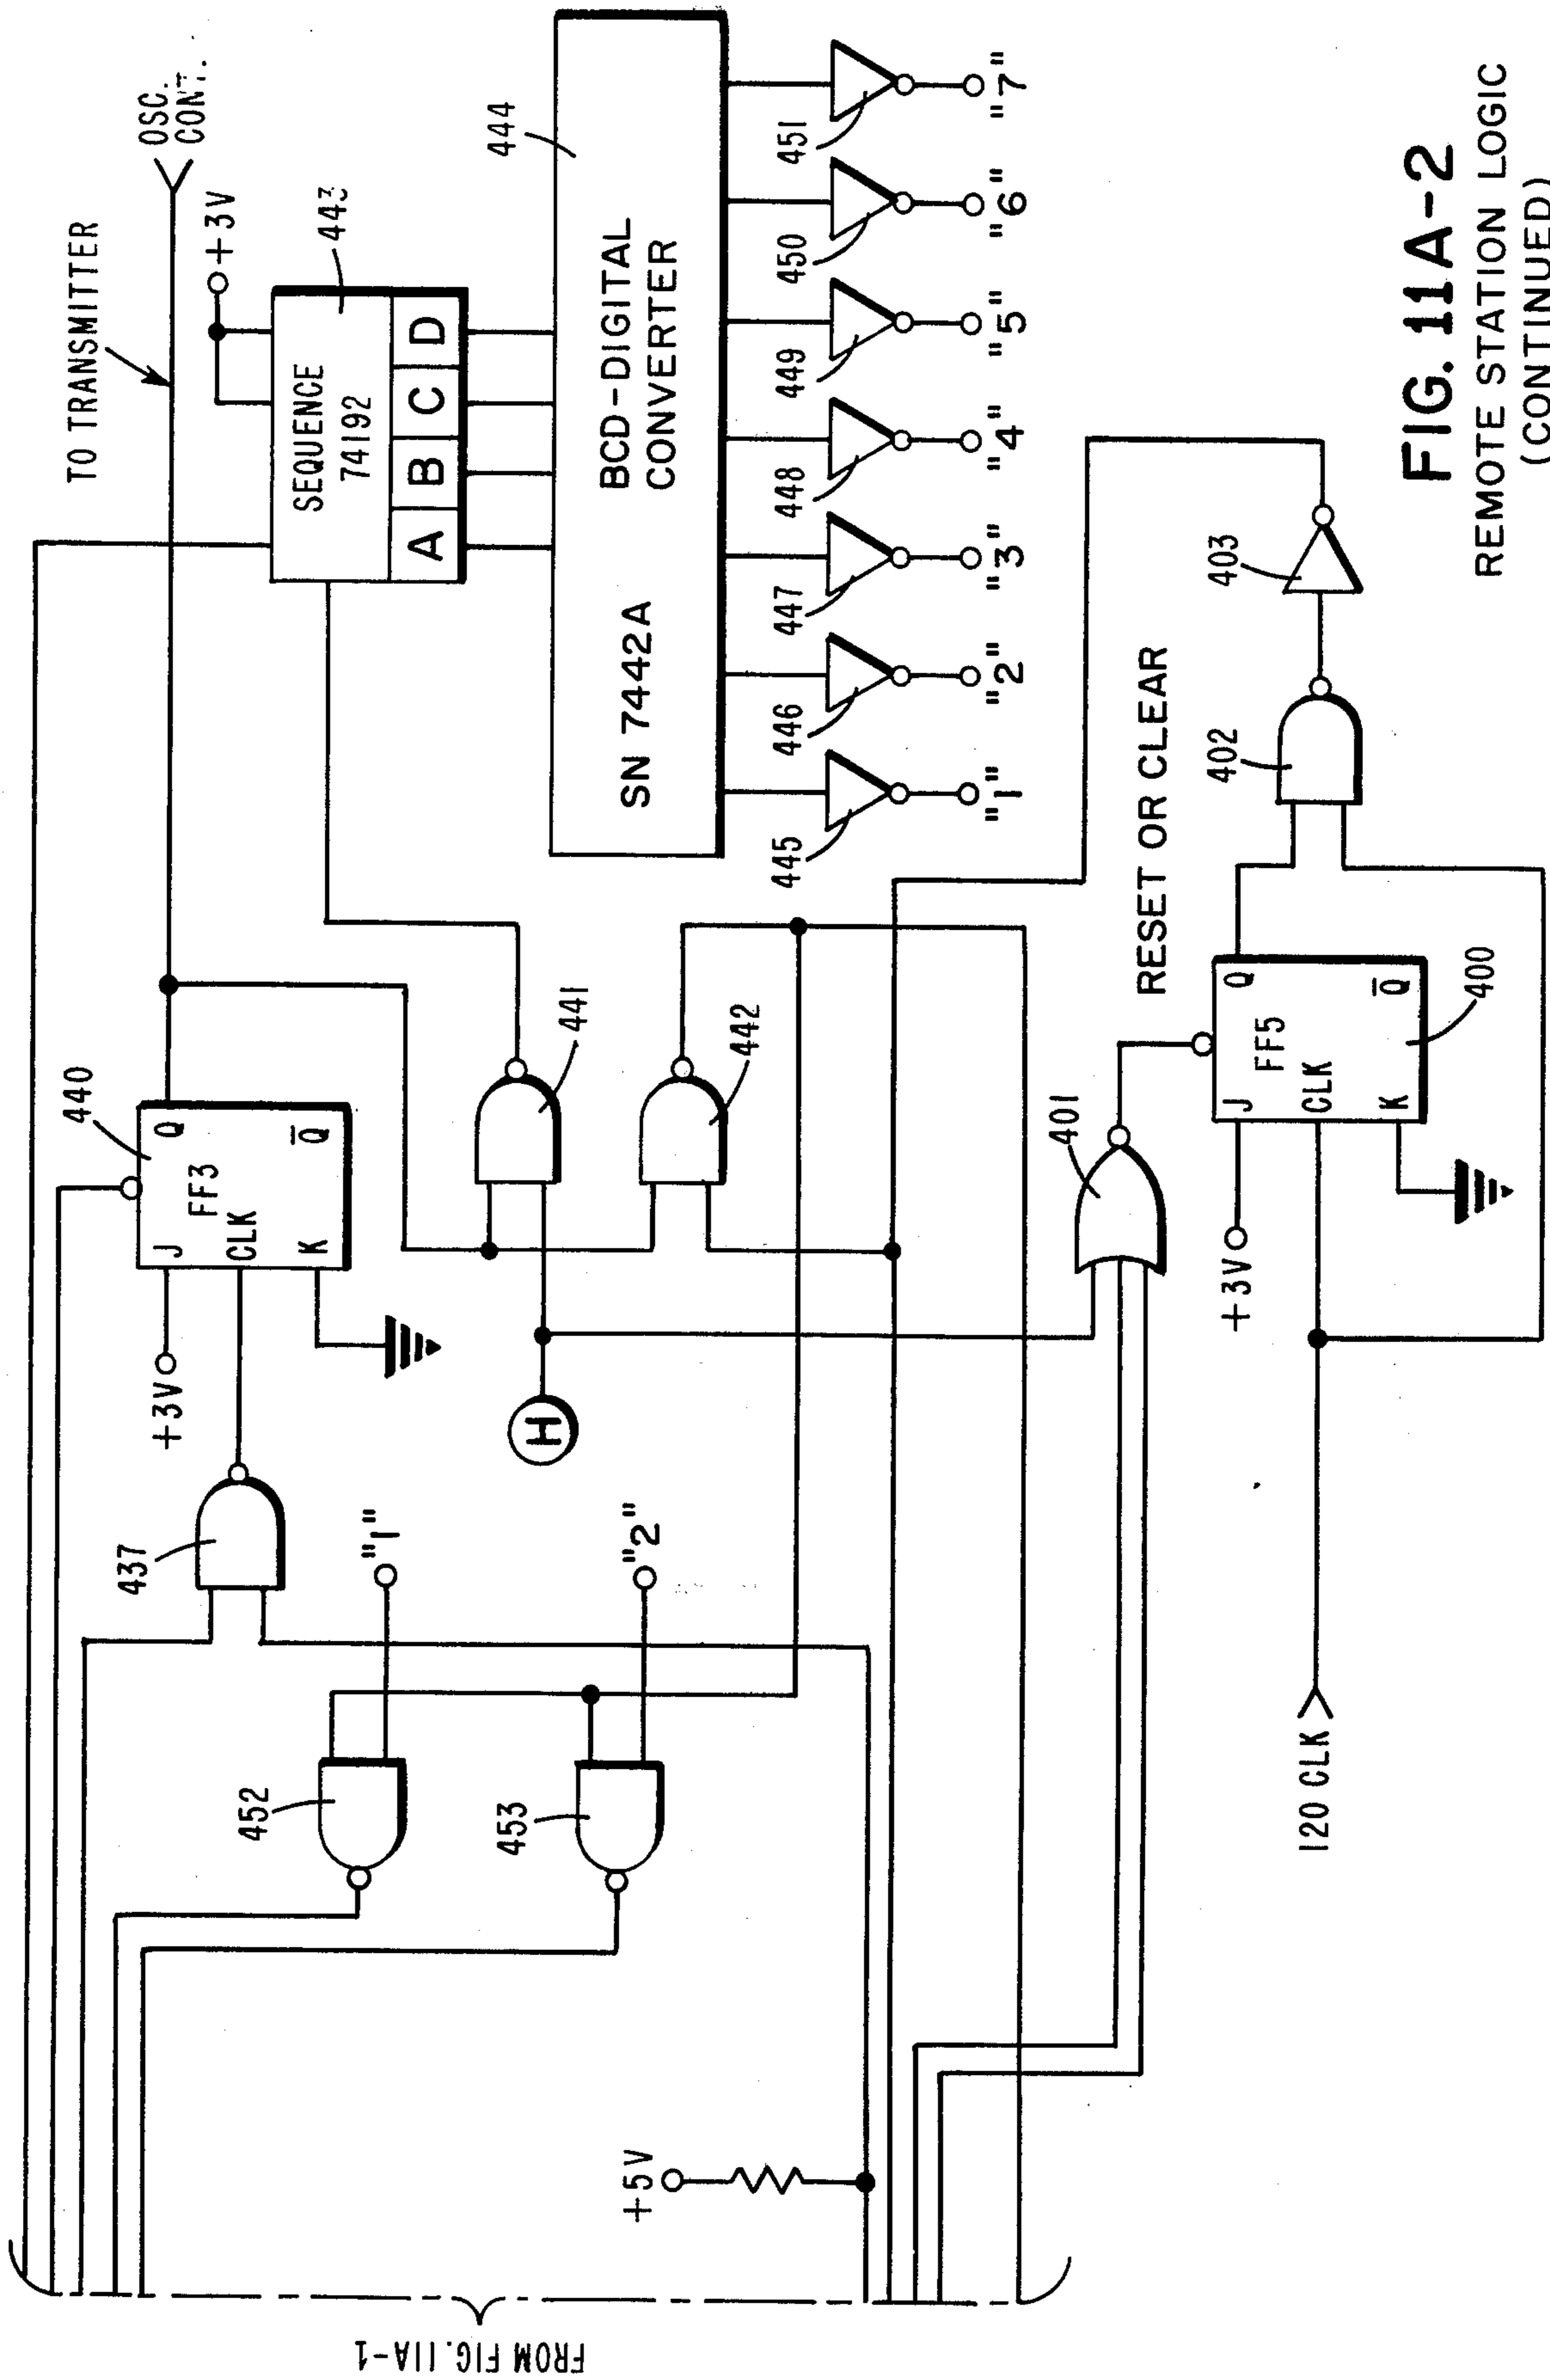 FROM FIG. 11A-1
TO TRANSMITTER
OSC.
CONT.
440
J
Q
FF3
CLK
K
Q̅
+3V
437
"1"
452
"2"
453
H
441
442
+3V
SEQUENCE
74192
443
A
B
C
D
444
SN 7442A
BCD-DIGITAL
CONVERTER
445
446
447
448
449
450
451
"1"
"2"
"3"
"4"
"5"
"6"
"7"
+5V
401
RESET OR CLEAR
+3V
J
Q
FF5
CLK
K
Q̅
400
402
403
120 CLK
FIG. 11A-2
REMOTE STATION LOGIC
(CONTINUED)